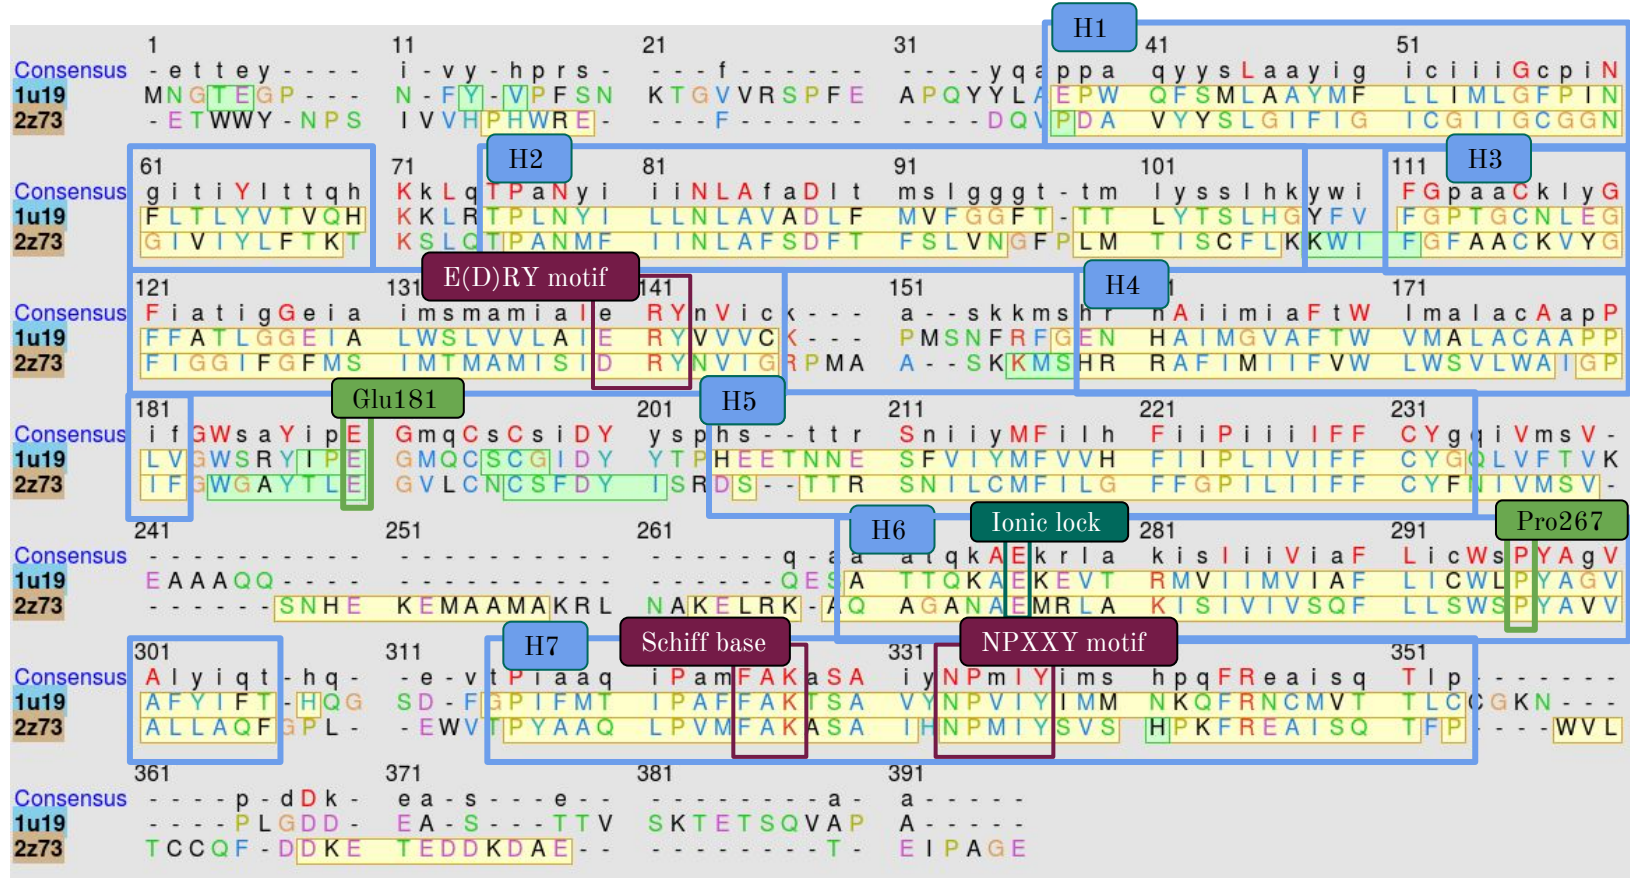 H1
1 11 21 31 41 51
Consensus - e t t e y - - - - i - v y - h p r s - - - - f - - - - - - - - - - y q a p p a q y y s L a a y i g i c i i i G c p i N
1u19 M N G T E G P - - - N - F Y - V P F S N K T G V V R S P F E A P Q Y Y L A E P W Q F S M L A A Y M F L L I M L G F P I N
2z73 - E T W W Y - N P S I V V H P H W R E - - - - F - - - - - - - - - - D Q V P D A V Y Y S L G I F I G I C G I I G C G G N
H2 H3
61 71 81 91 101 111
Consensus g i t i Y l t t q h K k L q T P a N y i i i N L A f a D l t m s l g g g t - t m l y s s l h k y w i F G p a a C k l y G
1u19 F L T L Y V T V Q H K K L R T P L N Y I L L N L A V A D L F M V F G G F T - T T L Y T S L H G Y F V F G P T G C N L E G
2z73 G I V I Y L F T K T K S L Q T P A N M F I I N L A F S D F T F S L V N G F P L M T I S C F L K K W I F G F A A C K V Y G
E(D)RY motif H4
121 131 141 151 1 171
Consensus F i a t i g G e i a i m s m a m i a l e R Y n V i c k - - - a - - s k k m s h r h A i i m i a F t W l m a l a c A a p P
1u19 F F A T L G G E I A L W S L V V L A I E R Y V V V C K - - - P M S N F R F G E N H A I M G V A F T W V M A L A C A A P P
2z73 F I G G I F G F M S I M T M A M I S I D R Y N V I G R P M A A - - S K K M S H R R A F I M I I F V W L W S V L W A I G P
Glu181 H5
181 201 211 221 231
Consensus i f G W s a Y i p E G m q C s C s i D Y y s p h s - - t t r S n i i y M F i l h F i i P i i i I F F C Y g q i V m s V -
1u19 L V G W S R Y I P E G M Q C S C G I D Y Y T P H E E T N N E S F V I Y M F V V H F I I P L I V I F F C Y G Q L V F T V K
2z73 I F G W G A Y T L E G V L C N C S F D Y I S R D S - - T T R S N I L C M F I L G F F G P I L I I F F C Y F N I V M S V -
H6 Ionic lock Pro267
241 251 261 281 291
Consensus - - - - - - - - - - - - - - - - - - - - - - - - - - q - a a a t q k A E k r l a k i s I i i V i a F L i c W s P Y A g V
1u19 E A A A Q Q - - - - - - - - - - - - - - - - - - - Q E S A T T Q K A E K E V T R M V I I M V I A F L I C W L P Y A G V
2z73 - - - - - - S N H E K E M A A M A K R L N A K E L R K - A Q A G A N A E M R L A K I S I V I V S Q F L L S W S P Y A V V
H7 Schiff base NPXXY motif
301 311 331 351
Consensus A l y i q t - h q - - e - v t P i a a q i P a m F A K a S A i y N P m I Y i m s h p q F R e a i s q T l p - - - - - - -
1u19 A F Y I F T - H Q G S D - F G P I F M T I P A F F A K T S A V Y N P V I Y I M M N K Q F R N C M V T T L C C G K N - - -
2z73 A L L A Q F G P L - - E W V T P Y A A Q L P V M F A K A S A I H N P M I Y S V S H P K F R E A I S Q T F P - - - - W V L
361 371 381 391
Consensus - - - - p - d D k - e a - s - - - e - - - - - - - - - - - a - a - - - - -
1u19 - - - - P L G D D - E A - S - - - T T V S K T E T S Q V A P A - - - - -
2z73 T C C Q F - D D K E T E D D K D A E - - - - - - - - - - - T - E I P A G E